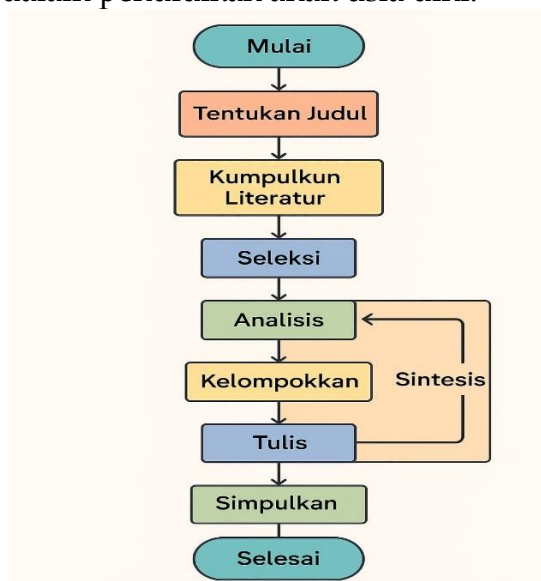 Mulai
Tentukan Judul
Kumpulkun
Literatur
Seleksi
Analisis
Kelompokkan
Sintesis
Tulis
Simpulkan
Selesai